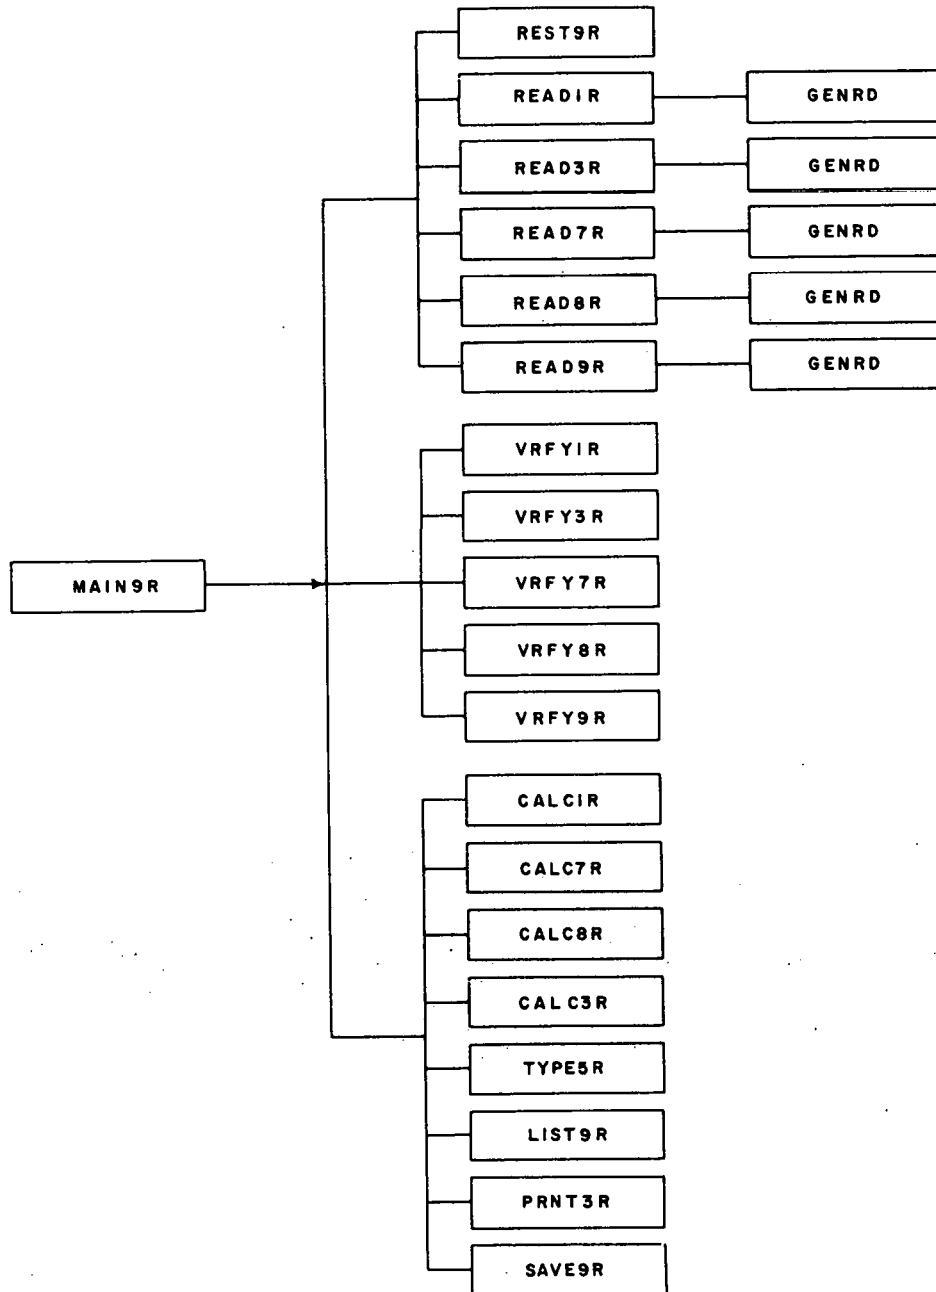 REST9R
READ1R GENRD
READ3R GENRD
READ7R GENRD
READ8R GENRD
READ9R GENRD
VRFY1R
VRFY3R
MAIN9R VRFY7R
VRFY8R
VRFY9R
CALC1R
CALC7R
CALC8R
CALC3R
TYPE5R
LIST9R
PRNT3R
SAVE9R